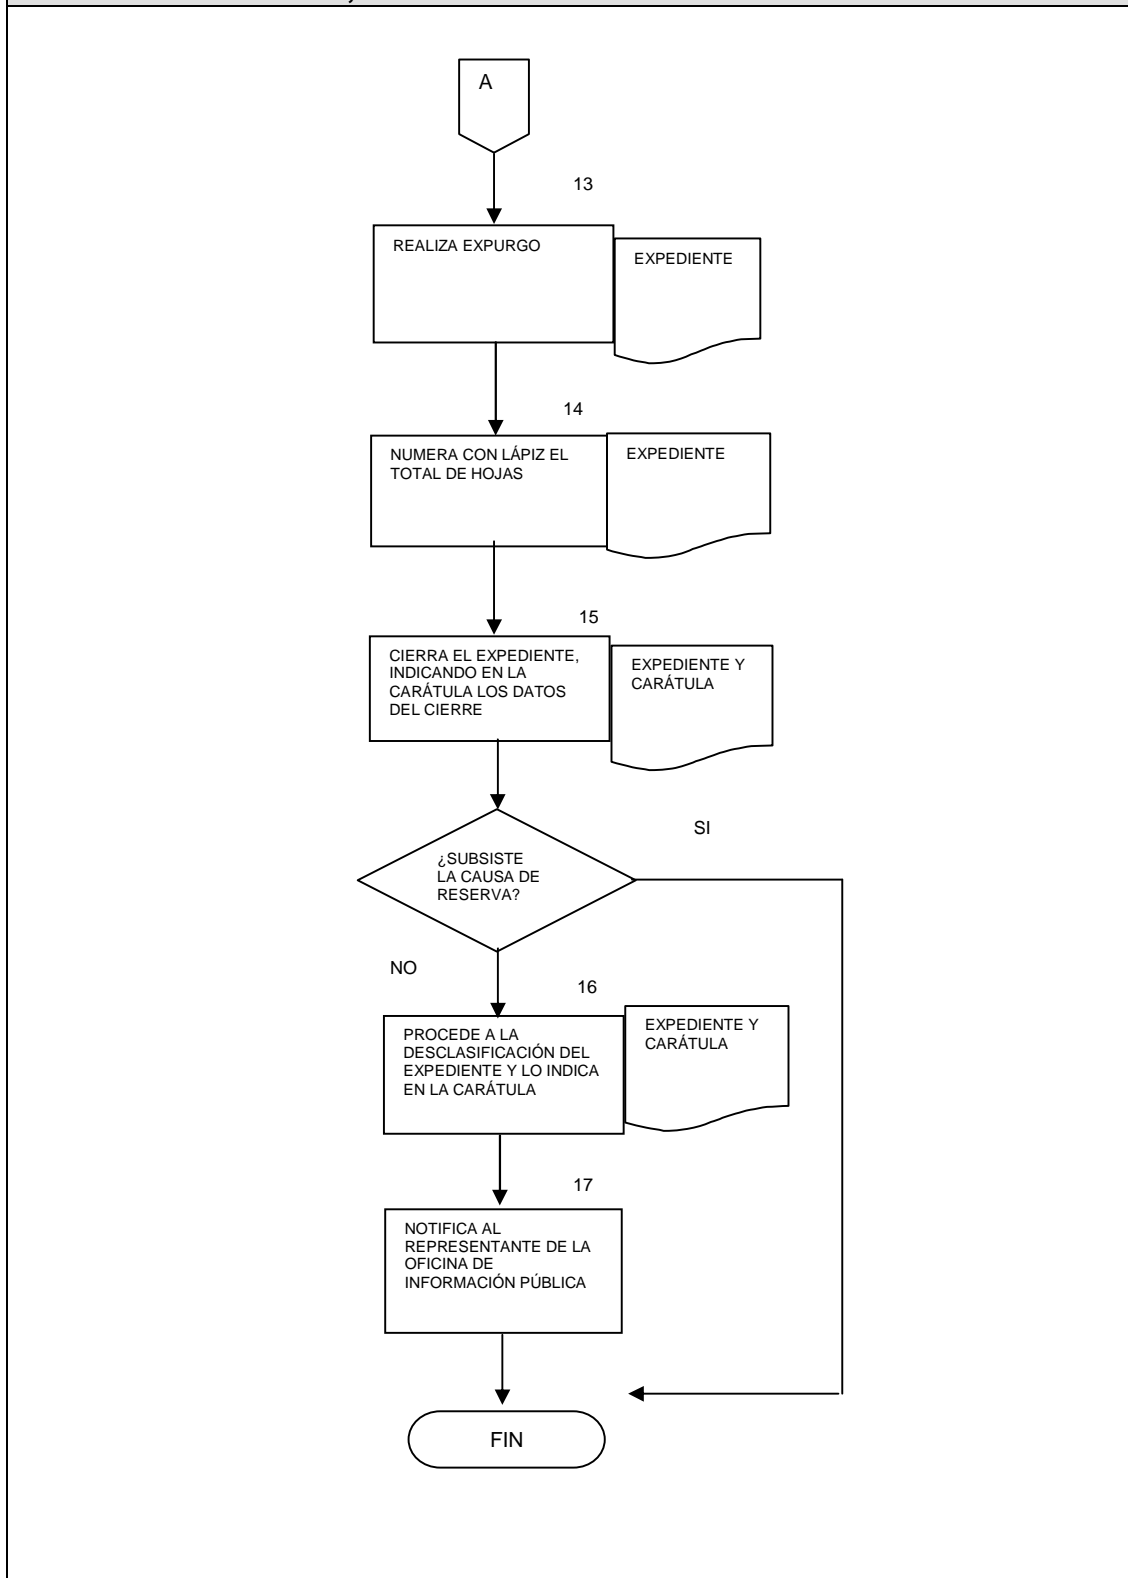 A
13
REALIZA EXPURGO
EXPEDIENTE
14
NUMERA CON LÁPIZ EL
TOTAL DE HOJAS
EXPEDIENTE
15
CIERRA EL EXPEDIENTE,
INDICANDO EN LA
CARÁTULA LOS DATOS
DEL CIERRE
EXPEDIENTE Y
CARÁTULA
SI
¿SUBSISTE
LA CAUSA DE
RESERVA?
NO
16
PROCEDE A LA
DESCLASIFICACIÓN DEL
EXPEDIENTE Y LO INDICA
EN LA CARÁTULA
EXPEDIENTE Y
CARÁTULA
17
NOTIFICA AL
REPRESENTANTE DE LA
OFICINA DE
INFORMACIÓN PÚBLICA
FIN